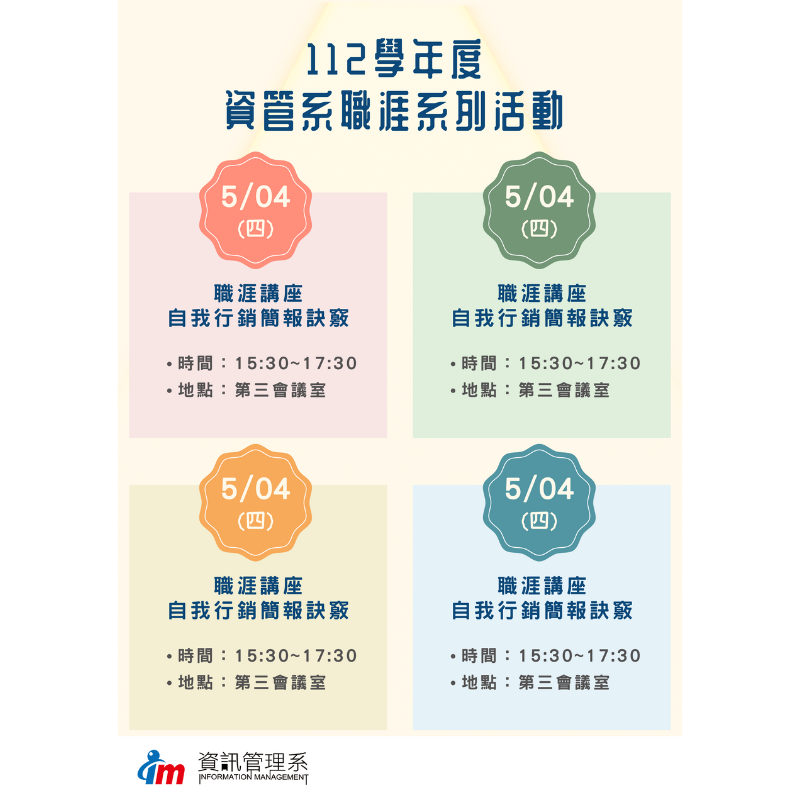 112學年度
資管系職涯系列活動
5/04
(四)
職涯講座
自我行銷簡報訣竅
•時間：15:30~17:30
•地點：第三會議室
5/04
(四)
職涯講座
自我行銷簡報訣竅
•時間：15:30~17:30
•地點：第三會議室
5/04
(四)
職涯講座
自我行銷簡報訣竅
•時間：15:30~17:30
•地點：第三會議室
5/04
(四)
職涯講座
自我行銷簡報訣竅
•時間：15:30~17:30
•地點：第三會議室
im
資訊管理系
INFORMATION MANAGEMENT